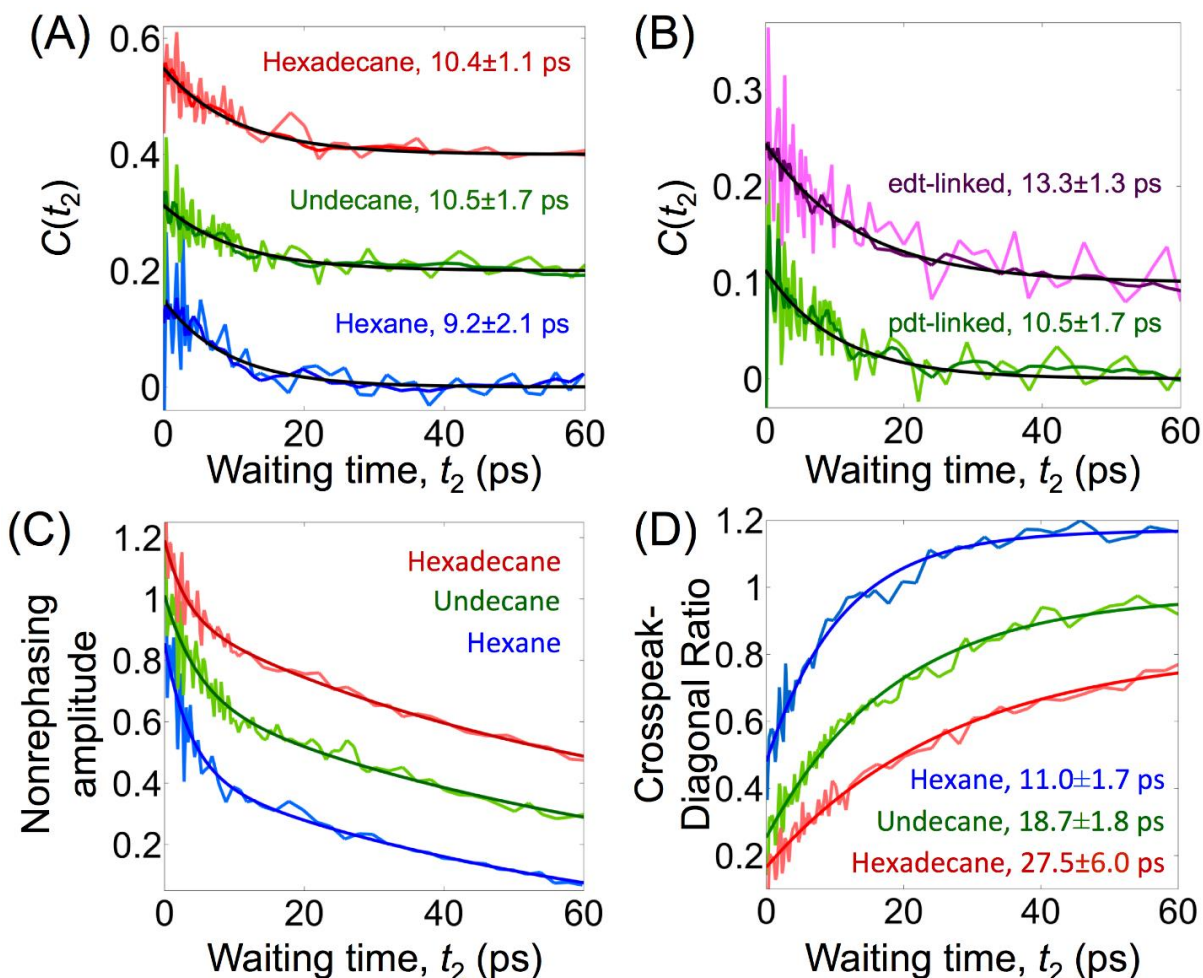 (A)
0.6
0.4
0.2
0
C(t₂)
Hexadecane, 10.4±1.1 ps
Undecane, 10.5±1.7 ps
Hexane, 9.2±2.1 ps
0 20 40 60
Waiting time, t₂ (ps)
(B)
0.3
0.2
0.1
0
C(t₂)
edt-linked, 13.3±1.3 ps
pdt-linked, 10.5±1.7 ps
0 20 40 60
Waiting time, t₂ (ps)
(C)
1.2
1
0.8
0.6
0.4
0.2
Nonrephasing
amplitude
Hexadecane
Undecane
Hexane
0 20 40 60
Waiting time, t₂ (ps)
(D)
1.2
1
0.8
0.6
0.4
0.2
Crosspeak-
Diagonal Ratio
Hexane, 11.0±1.7 ps
Undecane, 18.7±1.8 ps
Hexadecane, 27.5±6.0 ps
0 20 40 60
Waiting time, t₂ (ps)